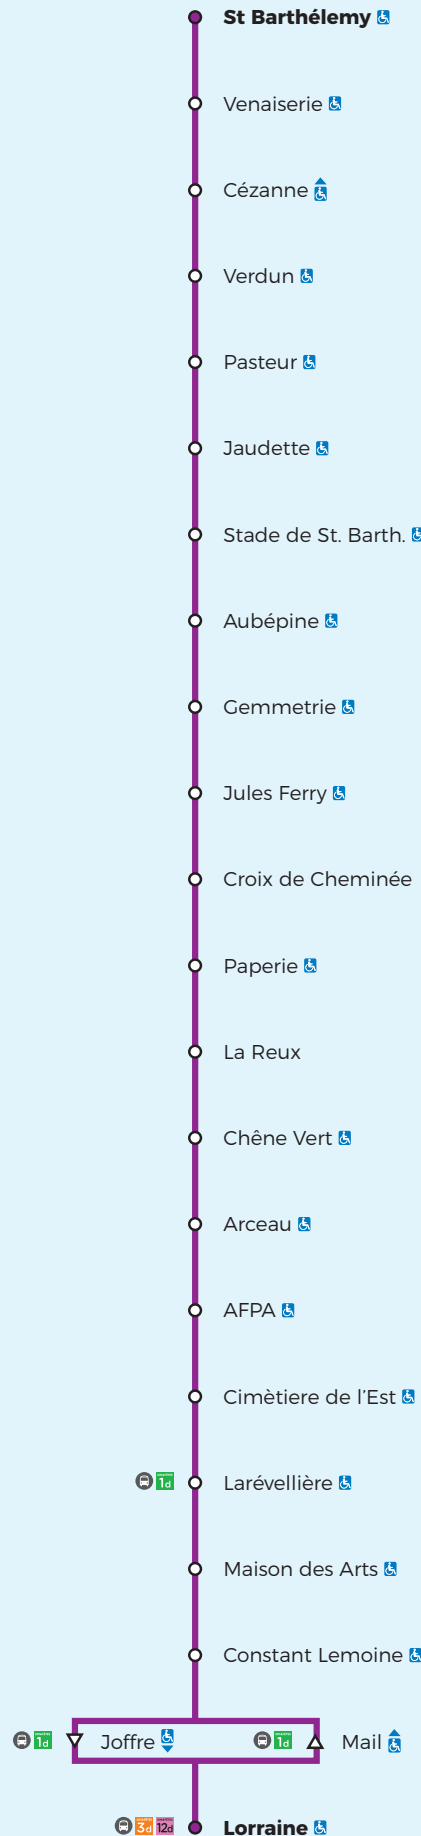 St Barthélemy
Venaiserie
Cézanne
Verdun
Pasteur
Jaudette
Stade de St. Barth.
Aubépine
Gemmetrie
Jules Ferry
Croix de Cheminée
Paperie
La Reux
Chêne Vert
Arceau
AFPA
Cimètiere de l'Est
1d Larévellière
Maison des Arts
Constant Lemoine
1d Joffre 1d Mail
3d 12d Lorraine